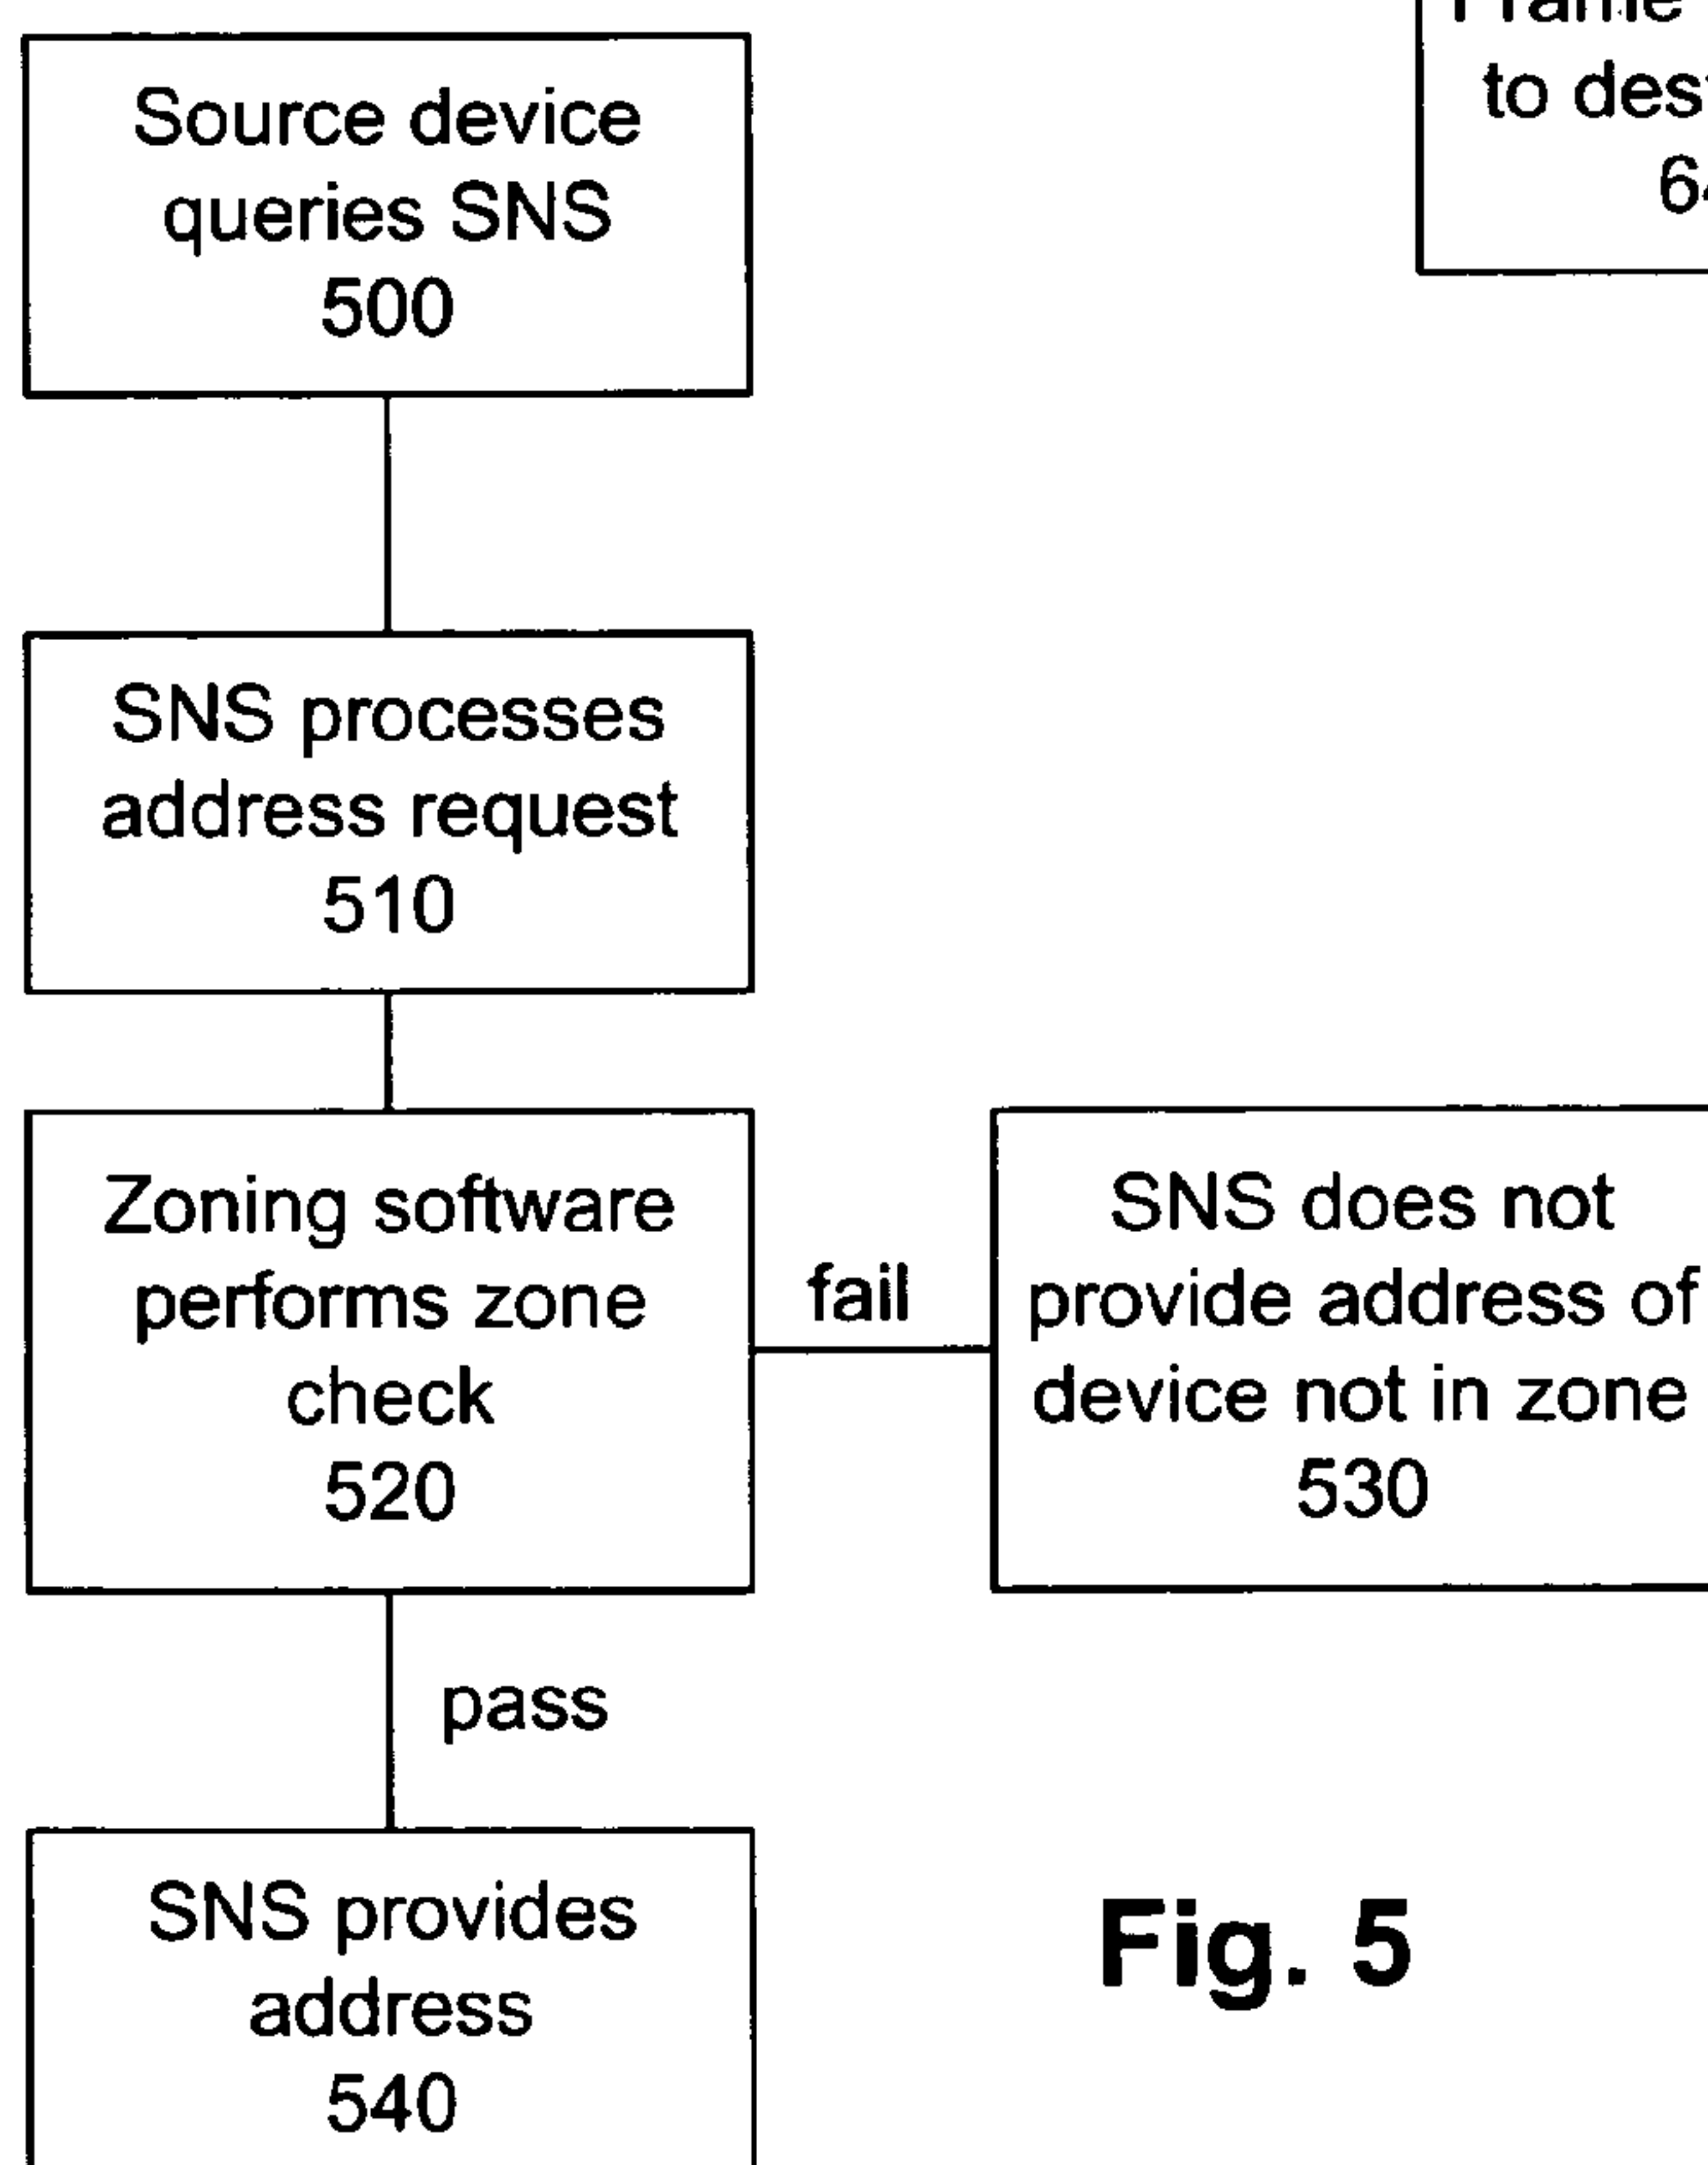 Source device
queries SNS
500
to
SNS processes
address request
510
Zoning software
performs zone
check
520
fail
SNS does not
provide address of
device not in zone
530
pass
SNS provides
address
540
Fig. 5